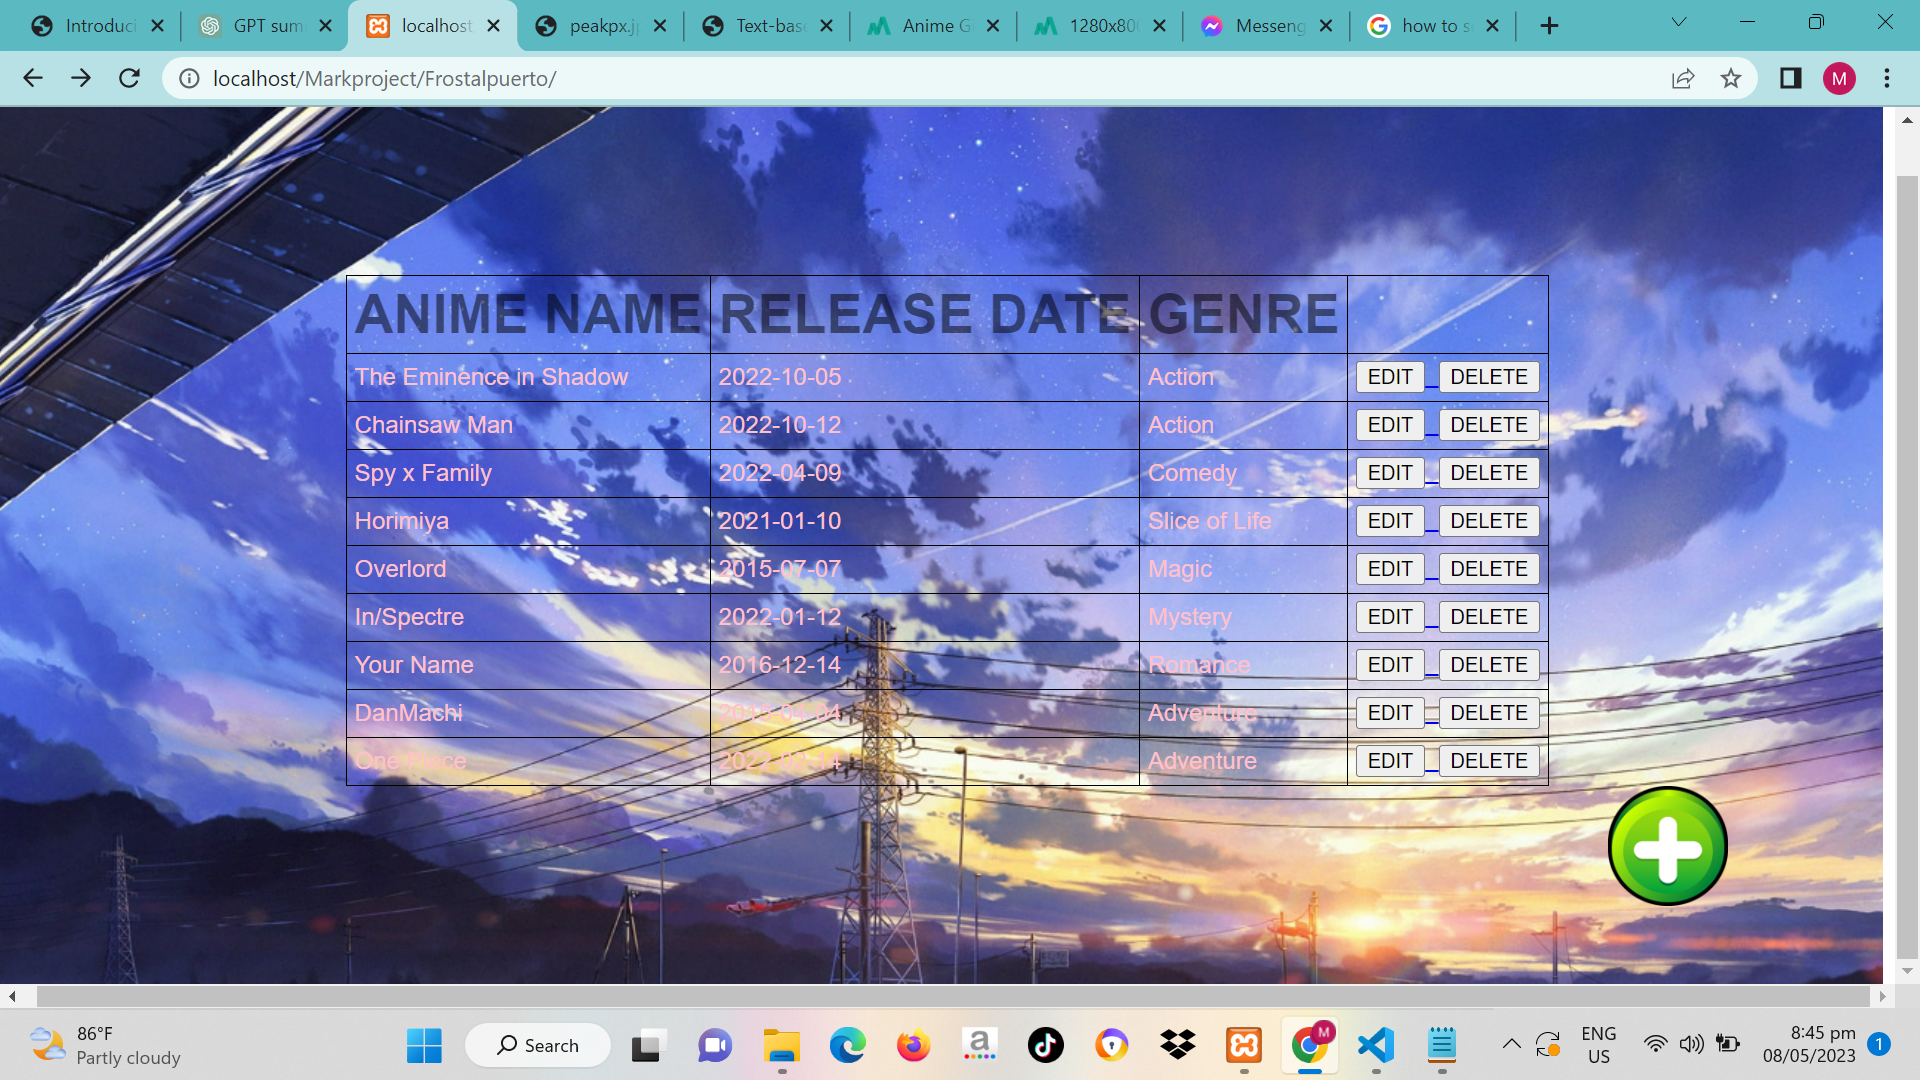 Introduci
GPT sum
localhost
peakpx.j
Text-bas
Anime G
1280x80
Messeng
how to s
localhost/Markproject/Frostalpuerto/
M
ANIME NAME RELEASE DATE GENRE
The Eminence in Shadow 2022-10-05 Action EDIT DELETE
Chainsaw Man 2022-10-12 Action EDIT DELETE
Spy x Family 2022-04-09 Comedy EDIT DELETE
Horimiya 2021-01-10 Slice of Life EDIT DELETE
Overlord 2015-07-07 Magic EDIT DELETE
In/Spectre 2022-01-12 Mystery EDIT DELETE
Your Name 2016-12-14 Romance EDIT DELETE
DanMachi 2015-04-04 Adventure EDIT DELETE
One Piece Adventure EDIT DELETE
86°F
Partly cloudy
Search
a
M
ENG
US
8:45 pm
08/05/2023
1